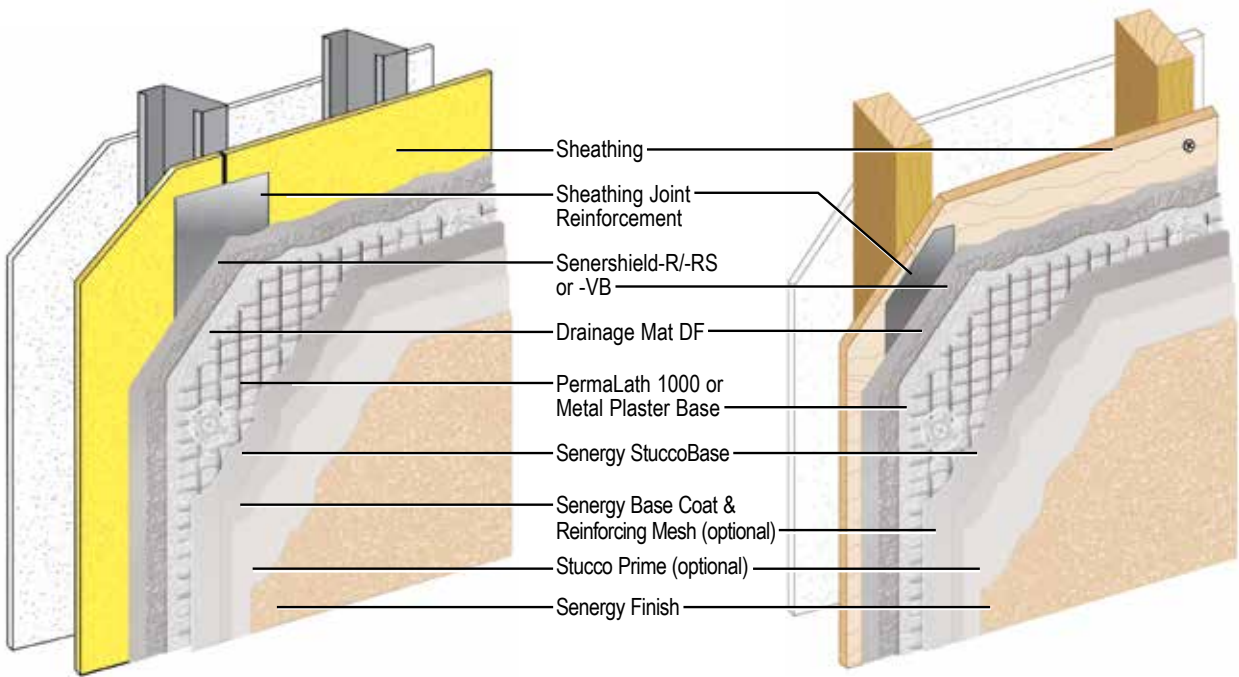 Sheathing
Sheathing Joint
Reinforcement
Senershield-R/-RS
or -VB
Drainage Mat DF
PermaLath 1000 or
Metal Plaster Base
Senergy StuccoBase
Senergy Base Coat &
Reinforcing Mesh (optional)
Stucco Prime (optional)
Senergy Finish